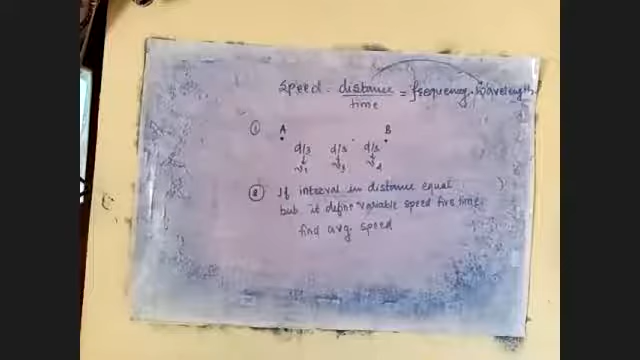 Speed = distance/time = frequency . wavelength
① A B
d/3 d/3 d/3
v1 v3 v2
② If interval in distance equal
but it define variable speed five time
find avg. speed